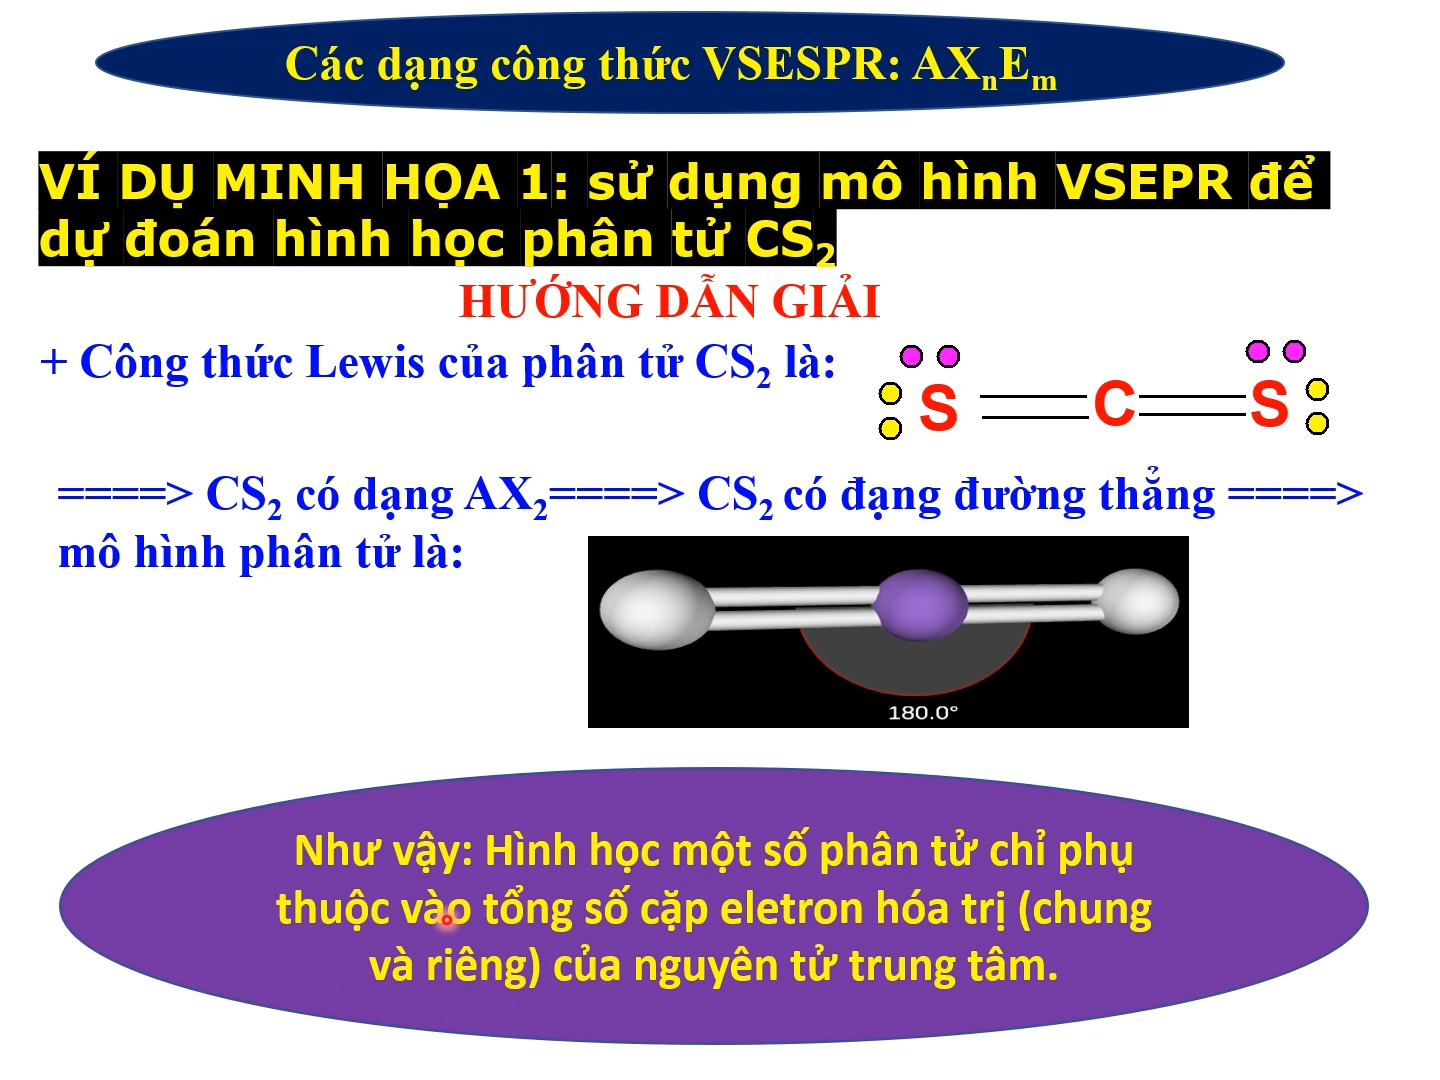 Các dạng công thức VSESPR: AXnEm
VÍ DỤ MINH HỌA 1: sử dụng mô hình VSEPR để
dự đoán hình học phân tử CS2
HƯỚNG DẪN GIẢI
+ Công thức Lewis của phân tử CS2 là:
S C S
====> CS2 có dạng AX2====> CS2 có đạng đường thẳng ====>
mô hình phân tử là:
180.0°
Như vậy: Hình học một số phân tử chỉ phụ
thuộc vào tổng số cặp eletron hóa trị (chung
và riêng) của nguyên tử trung tâm.